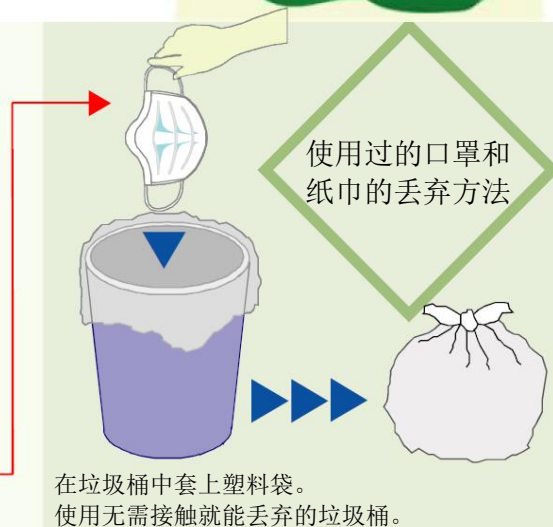 使用过的口罩和
纸巾的丢弃方法
在垃圾桶中套上塑料袋。
使用无需接触就能丢弃的垃圾桶。